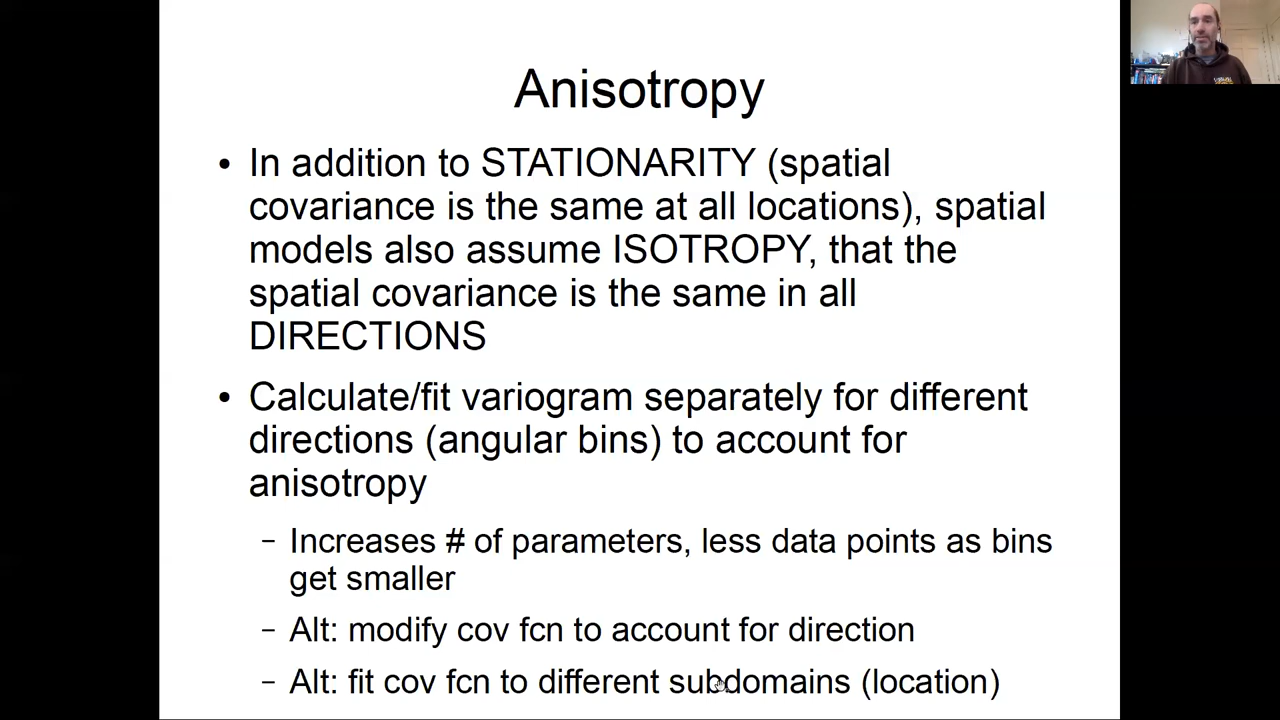 Anisotropy
• In addition to STATIONARITY (spatial
covariance is the same at all locations), spatial
models also assume ISOTROPY, that the
spatial covariance is the same in all
DIRECTIONS
• Calculate/fit variogram separately for different
directions (angular bins) to account for
anisotropy
– Increases # of parameters, less data points as bins
get smaller
– Alt: modify cov fcn to account for direction
– Alt: fit cov fcn to different subdomains (location)